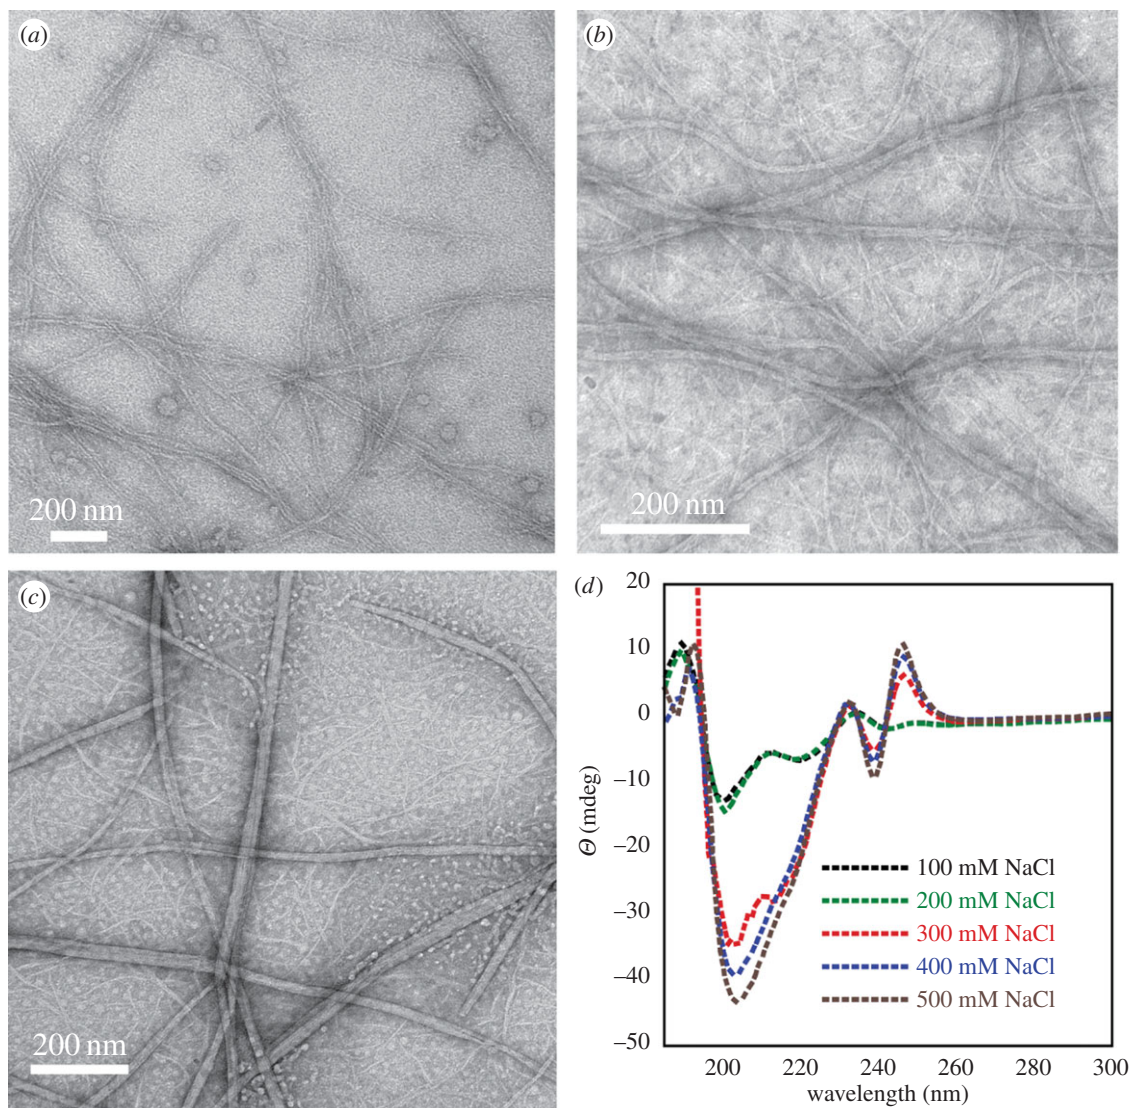 (a)
200 nm
(b)
200 nm
(c)
200 nm
(d)
20
10
0
–10
–20
–30
–40
–50
Θ (mdeg)
100 mM NaCl
200 mM NaCl
300 mM NaCl
400 mM NaCl
500 mM NaCl
200 220 240 260 280 300
wavelength (nm)